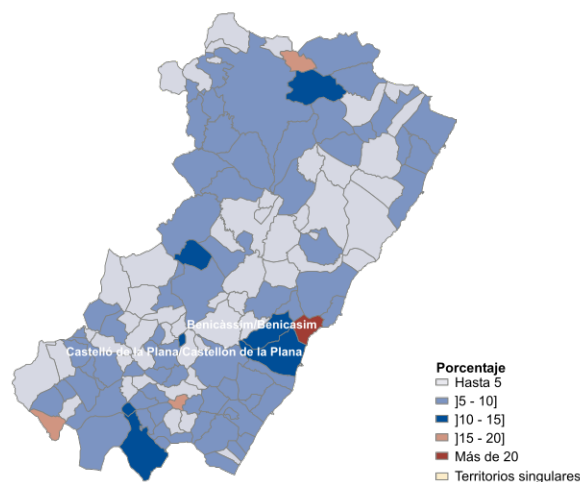 Benicàssim/Benicasim
Castelló de la Plana/Castellón de la Plana
Porcentaje
Hasta 5
]5 - 10]
]10 - 15]
]15 - 20]
Más de 20
Territorios singulares